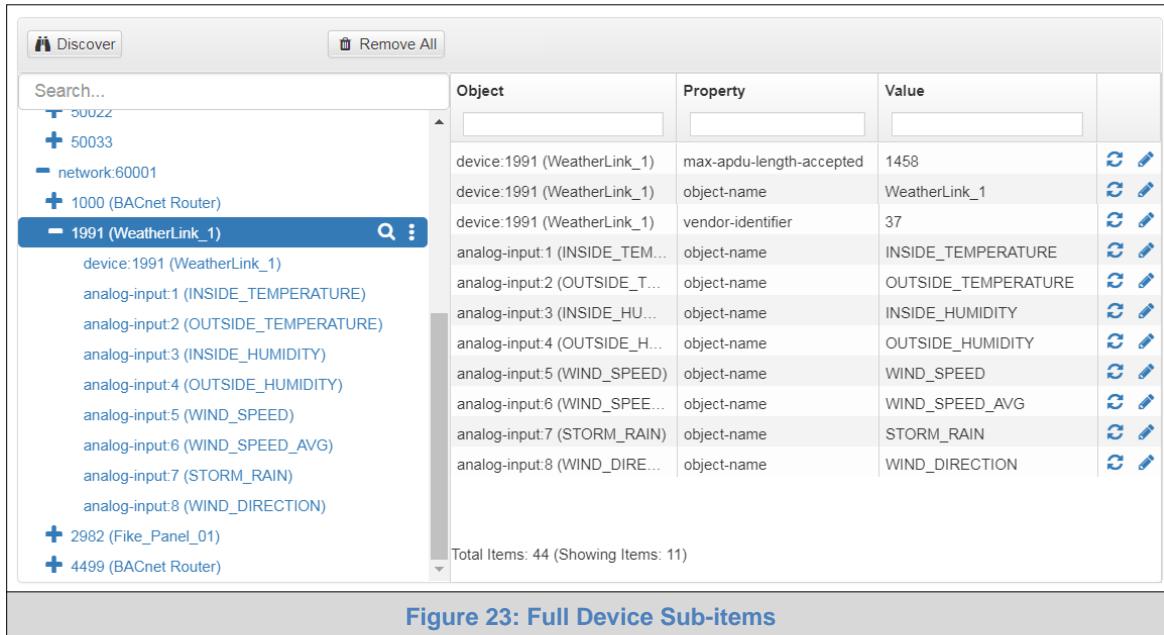 Discover
Remove All
Search...
50022
50033
network:60001
1000 (BACnet Router)
1991 (WeatherLink_1)
device:1991 (WeatherLink_1)
analog-input:1 (INSIDE_TEMPERATURE)
analog-input:2 (OUTSIDE_TEMPERATURE)
analog-input:3 (INSIDE_HUMIDITY)
analog-input:4 (OUTSIDE_HUMIDITY)
analog-input:5 (WIND_SPEED)
analog-input:6 (WIND_SPEED_AVG)
analog-input:7 (STORM_RAIN)
analog-input:8 (WIND_DIRECTION)
2982 (Fike_Panel_01)
4499 (BACnet Router)
Object Property Value
device:1991 (WeatherLink_1) max-apdu-length-accepted 1458
device:1991 (WeatherLink_1) object-name WeatherLink_1
device:1991 (WeatherLink_1) vendor-identifier 37
analog-input:1 (INSIDE_TEM... object-name INSIDE_TEMPERATURE
analog-input:2 (OUTSIDE_T... object-name OUTSIDE_TEMPERATURE
analog-input:3 (INSIDE_HU... object-name INSIDE_HUMIDITY
analog-input:4 (OUTSIDE_H... object-name OUTSIDE_HUMIDITY
analog-input:5 (WIND_SPEED) object-name WIND_SPEED
analog-input:6 (WIND_SPEE... object-name WIND_SPEED_AVG
analog-input:7 (STORM_RAIN) object-name STORM_RAIN
analog-input:8 (WIND_DIRE... object-name WIND_DIRECTION
Total Items: 44 (Showing Items: 11)
Figure 23: Full Device Sub-items